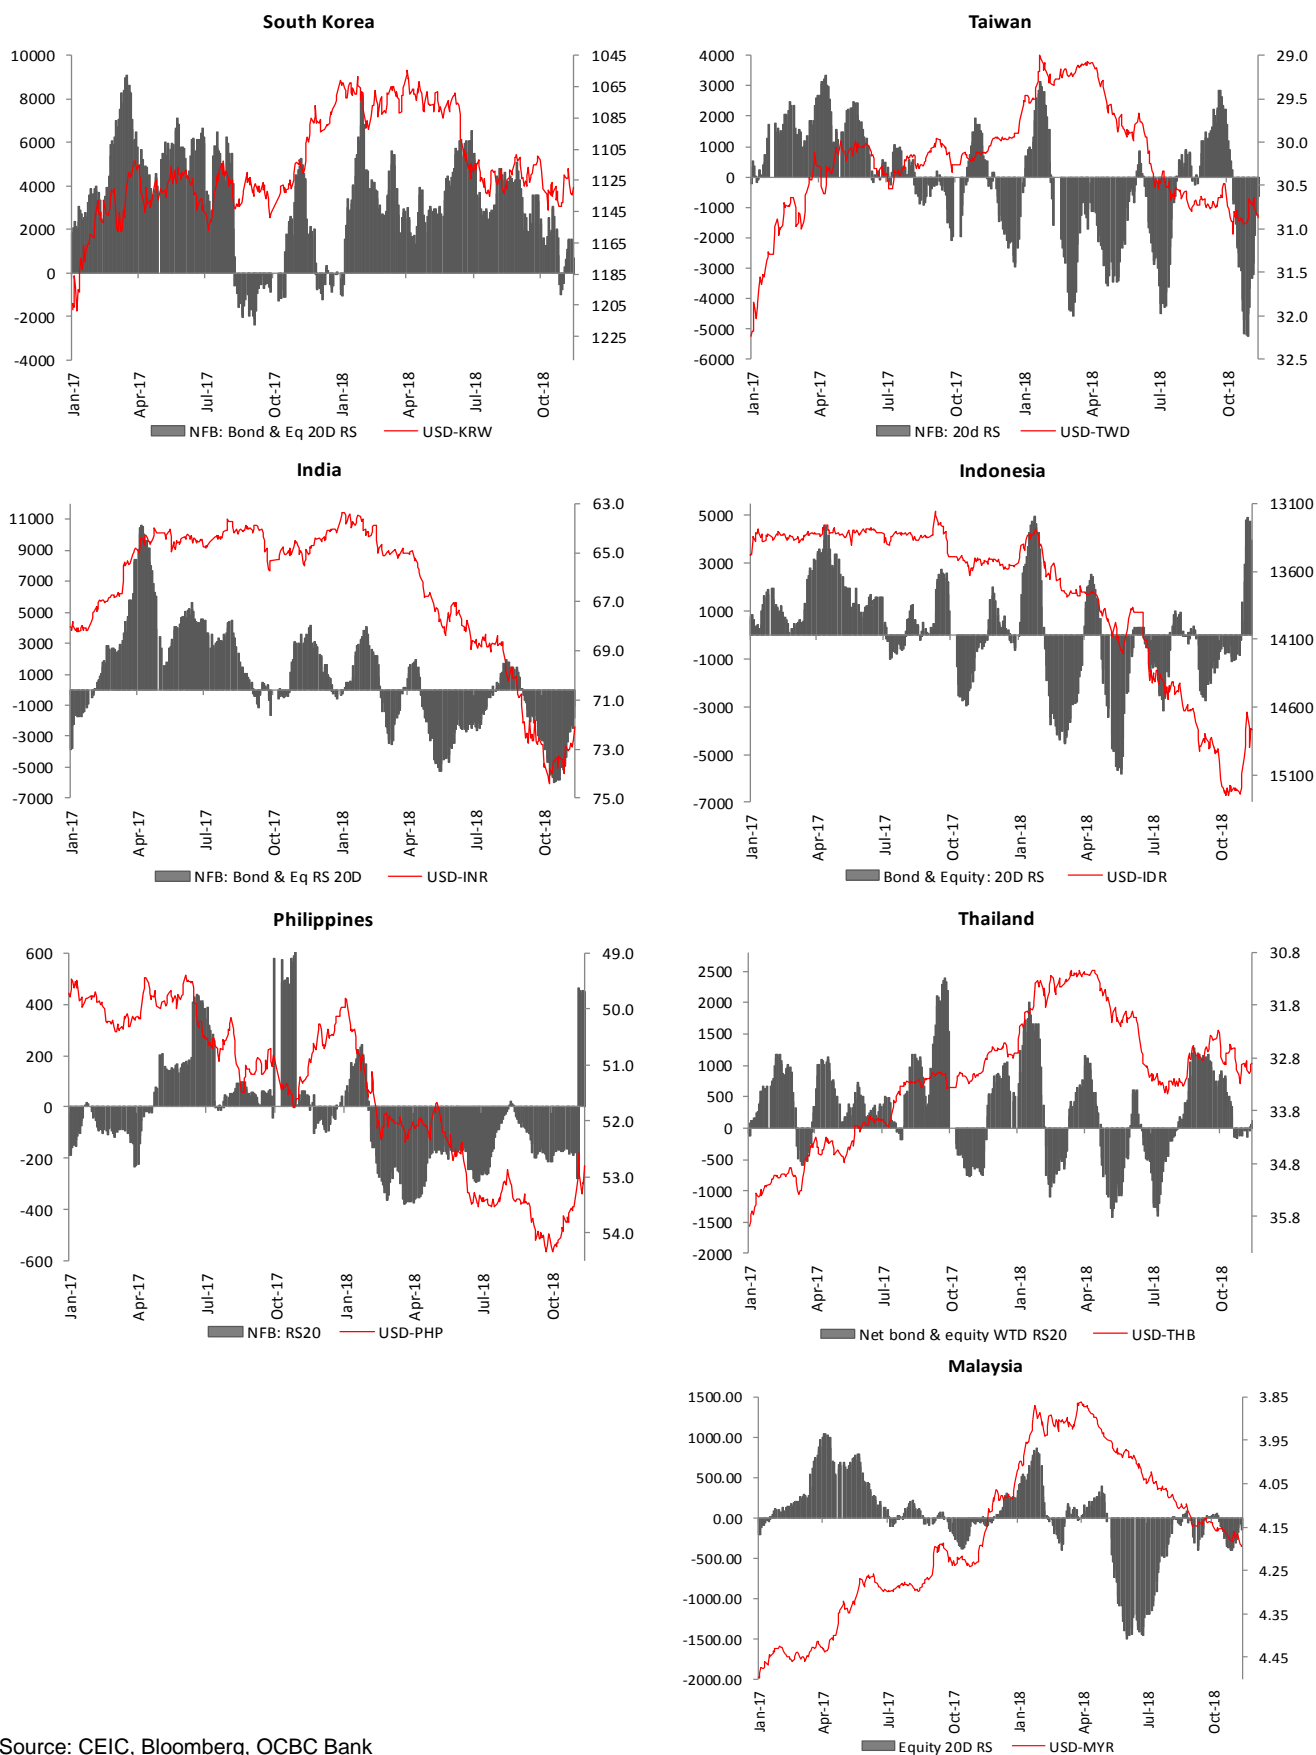 South Korea
10000
8000
6000
4000
2000
0
-2000
-4000
1045
1065
1085
1105
1125
1145
1165
1185
1205
1225
Jan-17
Apr-17
Jul-17
Oct-17
Jan-18
Apr-18
Jul-18
Oct-18
NFB: Bond & Eq 20D RS
USD-KRW
Taiwan
4000
3000
2000
1000
0
-1000
-2000
-3000
-4000
-5000
-6000
29.0
29.5
30.0
30.5
31.0
31.5
32.0
32.5
Jan-17
Apr-17
Jul-17
Oct-17
Jan-18
Apr-18
Jul-18
Oct-18
NFB: 20d RS
USD-TWD
India
11000
9000
7000
5000
3000
1000
-1000
-3000
-5000
-7000
63.0
65.0
67.0
69.0
71.0
73.0
75.0
Jan-17
Apr-17
Jul-17
Oct-17
Jan-18
Apr-18
Jul-18
Oct-18
NFB: Bond & Eq RS 20D
USD-INR
Indonesia
5000
3000
1000
-1000
-3000
-5000
-7000
13100
13600
14100
14600
15100
Jan-17
Apr-17
Jul-17
Oct-17
Jan-18
Apr-18
Jul-18
Oct-18
Bond & Equity: 20D RS
USD-IDR
Philippines
600
400
200
0
-200
-400
-600
49.0
50.0
51.0
52.0
53.0
54.0
Jan-17
Apr-17
Jul-17
Oct-17
Jan-18
Apr-18
Jul-18
Oct-18
NFB: RS20
USD-PHP
Thailand
2500
2000
1500
1000
500
0
-500
-1000
-1500
-2000
30.8
31.8
32.8
33.8
34.8
35.8
Jan-17
Apr-17
Jul-17
Oct-17
Jan-18
Apr-18
Jul-18
Oct-18
Net bond & equity WTD RS20
USD-THB
Malaysia
1500.00
1000.00
500.00
0.00
-500.00
-1000.00
-1500.00
-2000.00
3.85
3.95
4.05
4.15
4.25
4.35
4.45
Jan-17
Apr-17
Jul-17
Oct-17
Jan-18
Apr-18
Jul-18
Oct-18
Equity 20D RS
USD-MYR
Source: CEIC, Bloomberg, OCBC Bank